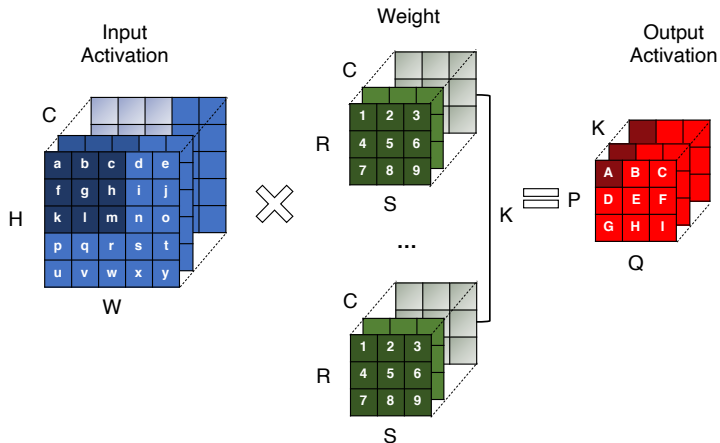 Input
Activation
Weight
Output
Activation
C
H
a b c d e
f g h i j
k l m n o
p q r s t
u v w x y
W
C
R
1 2 3
4 5 6
7 8 9
S
...
C
R
1 2 3
4 5 6
7 8 9
S
K
K
P
A B C
D E F
G H I
Q